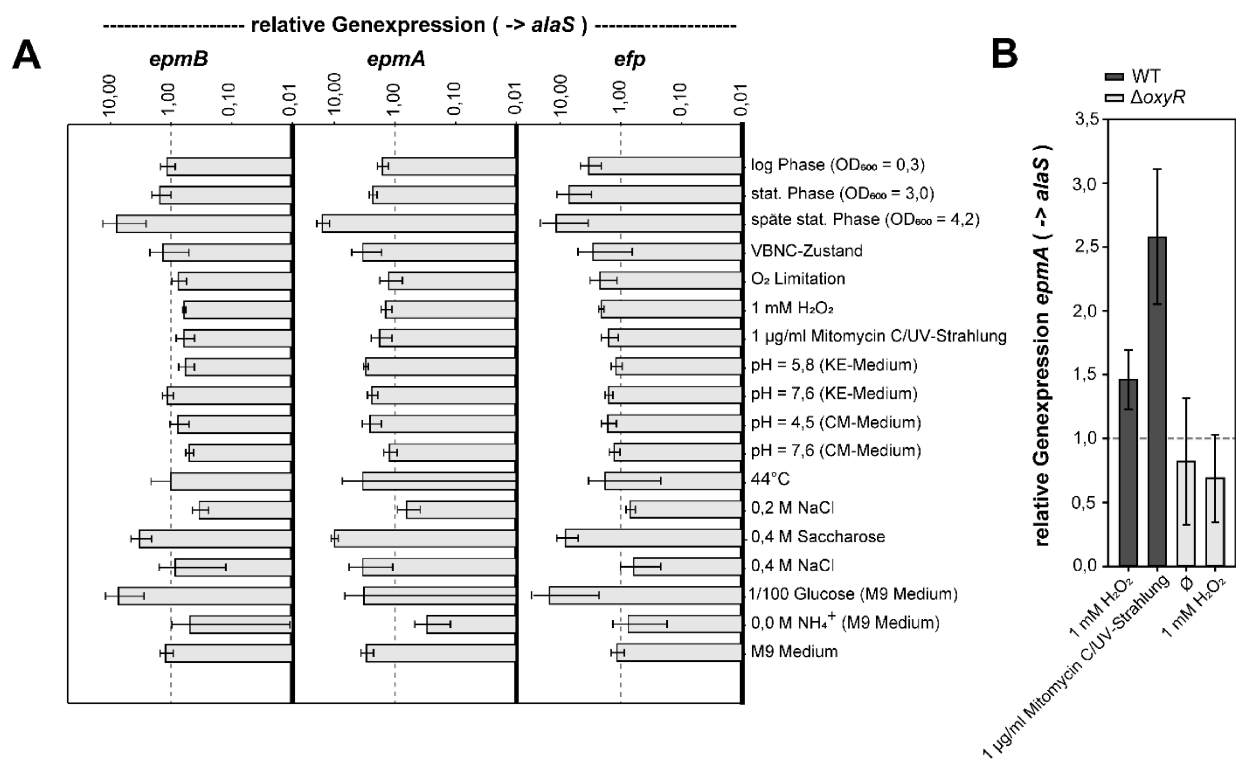 ---------------- relative Genexpression ( -> alaS ) ----------------
A
epmB epmA efp
10,00 1,00 0,10 0,01 10,00 1,00 0,10 0,01 10,00 1,00 0,10 0,01
log Phase (OD₆₀₀ = 0,3)
stat. Phase (OD₆₀₀ = 3,0)
späte stat. Phase (OD₆₀₀ = 4,2)
VBNC-Zustand
O₂ Limitation
1 mM H₂O₂
1 µg/ml Mitomycin C/UV-Strahlung
pH = 5,8 (KE-Medium)
pH = 7,6 (KE-Medium)
pH = 4,5 (CM-Medium)
pH = 7,6 (CM-Medium)
44°C
0,2 M NaCl
0,4 M Saccharose
0,4 M NaCl
1/100 Glucose (M9 Medium)
0,0 M NH₄⁺ (M9 Medium)
M9 Medium
B
WT
ΔoxyR
relative Genexpression epmA ( -> alaS )
3,5
3,0
2,5
2,0
1,5
1,0
0,5
0,0
1 mM H₂O₂
1 µg/ml Mitomycin C/UV-Strahlung
Ø
1 mM H₂O₂